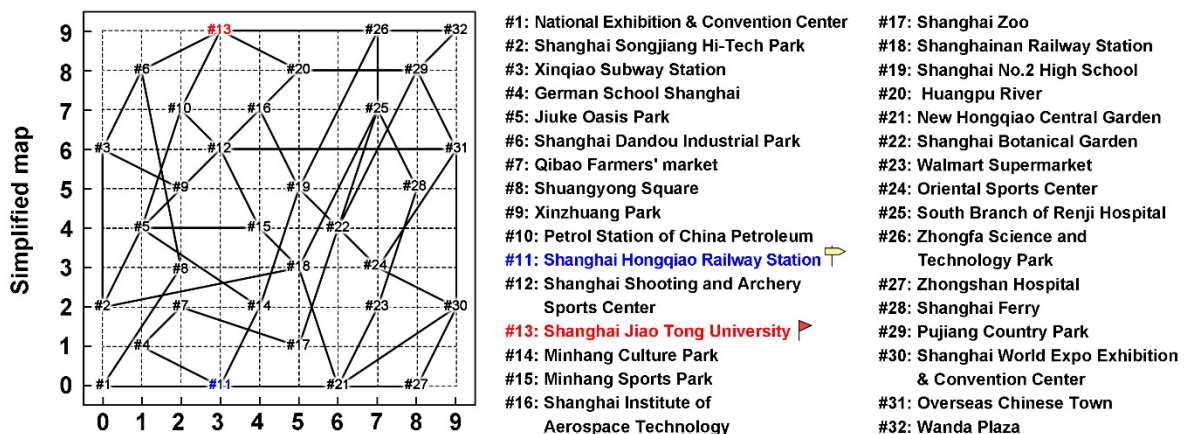 Simplified map
9
8
7
6
5
4
3
2
1
0
0 1 2 3 4 5 6 7 8 9
#13 #26 #32
#6 #20 #29
#10 #16 #25
#3 #12 #31
#9 #19 #28
#5 #15 #22
#8 #18 #24
#2 #7 #14 #23 #30
#4 #17
#1 #11 #21 #27
#1: National Exhibition & Convention Center
#2: Shanghai Songjiang Hi-Tech Park
#3: Xinqiao Subway Station
#4: German School Shanghai
#5: Jiuke Oasis Park
#6: Shanghai Dandou Industrial Park
#7: Qibao Farmers' market
#8: Shuangyong Square
#9: Xinzhuang Park
#10: Petrol Station of China Petroleum
#11: Shanghai Hongqiao Railway Station
#12: Shanghai Shooting and Archery
Sports Center
#13: Shanghai Jiao Tong University
#14: Minhang Culture Park
#15: Minhang Sports Park
#16: Shanghai Institute of
Aerospace Technology
#17: Shanghai Zoo
#18: Shanghainan Railway Station
#19: Shanghai No.2 High School
#20: Huangpu River
#21: New Hongqiao Central Garden
#22: Shanghai Botanical Garden
#23: Walmart Supermarket
#24: Oriental Sports Center
#25: South Branch of Renji Hospital
#26: Zhongfa Science and
Technology Park
#27: Zhongshan Hospital
#28: Shanghai Ferry
#29: Pujiang Country Park
#30: Shanghai World Expo Exhibition
& Convention Center
#31: Overseas Chinese Town
#32: Wanda Plaza